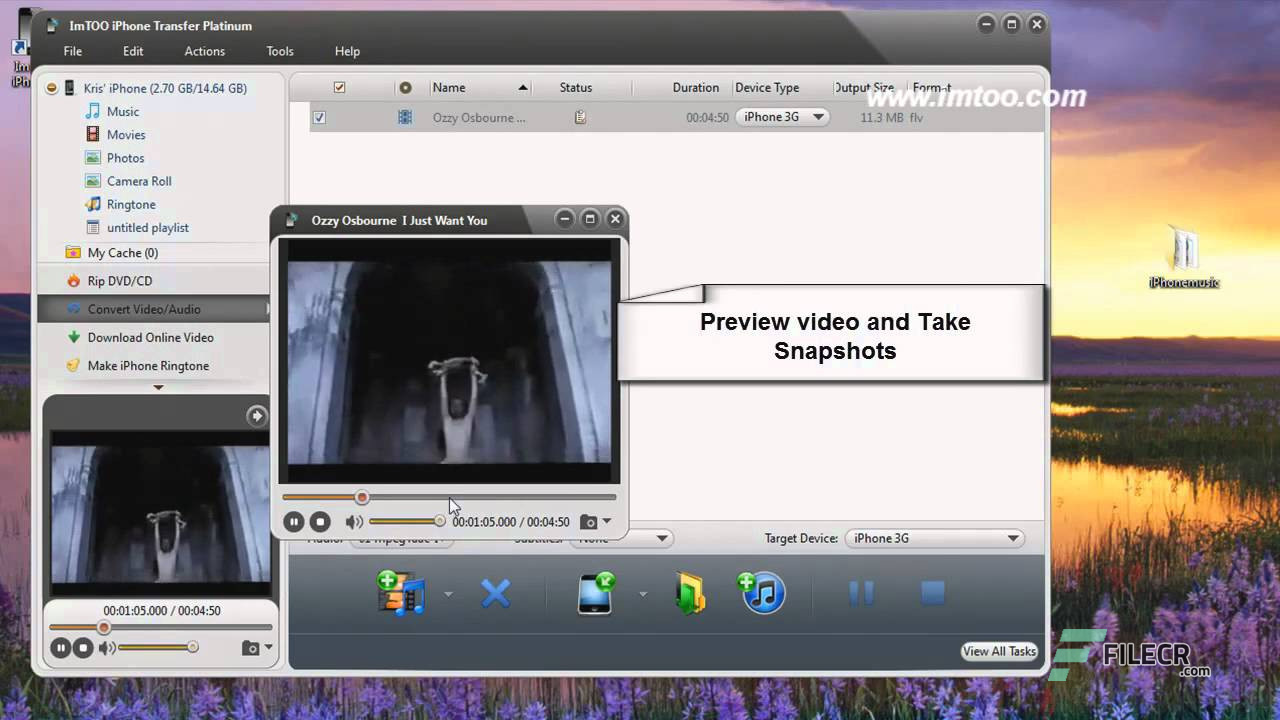 ImTOO iPhone Transfer Platinum
File Edit Actions Tools Help
Kris' iPhone (2.70 GB/14.64 GB)
Music
Movies
Photos
Camera Roll
Ringtone
untitled playlist
My Cache (0)
Rip DVD/CD
Convert Video/Audio
Download Online Video
Make iPhone Ringtone
00:01:05.000 / 00:04:50
Name Status Duration Device Type Output Size Format
www.imtoo.com
Ozzy Osbourne ... 00:04:50 iPhone 3G 11.3 MB flv
Ozzy Osbourne I Just Want You
00:01:05.000 / 00:04:50
Preview video and Take
Snapshots
Target Device: iPhone 3G
View All Tasks
iPhonemusic
FILECR
.com